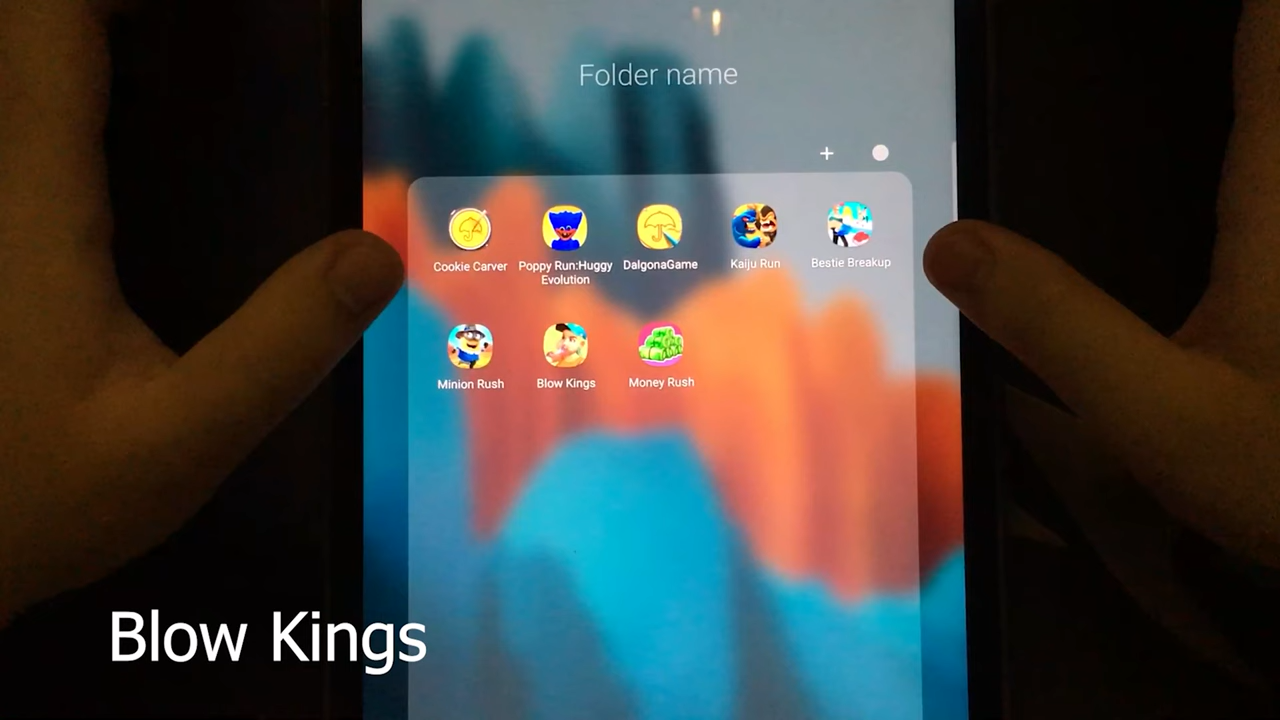 Folder name
Cookie Carver
Poppy Run:Huggy
Evolution
DalgonaGame
Kaiju Run
Bestie Breakup
Minion Rush
Blow Kings
Money Rush
Blow Kings